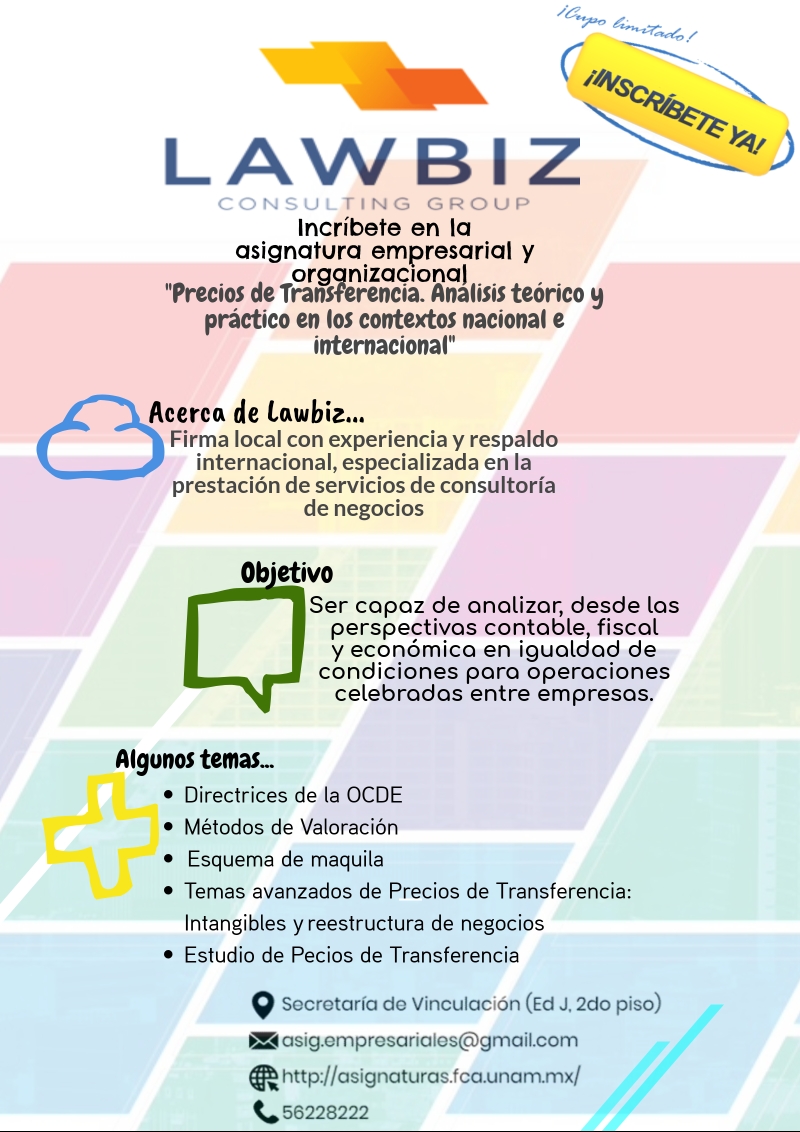 ¡Cupo limitado!
¡INSCRÍBETE YA!
LAWBIZ
CONSULTING GROUP
Incríbete en la
asignatura empresarial y
organizacional
"Precios de Transferencia. Analisis teórico y
práctico en los contextos nacional e
internacional"
Acerca de Lawbiz...
Firma local con experiencia y respaldo
internacional, especializada en la
prestación de servicios de consultoría
de negocios
Objetivo
Ser capaz de analizar, desde las
perspectivas contable, fiscal
y económica en igualdad de
condiciones para operaciones
celebradas entre empresas.
Algunos temas...
• Directrices de la OCDE
• Métodos de Valoración
• Esquema de maquila
• Temas avanzados de Precios de Transferencia:
Intangibles y reestructura de negocios
• Estudio de Pecios de Transferencia
Secretaría de Vinculación (Ed J, 2do piso)
asig.empresariales@gmail.com
http://asignaturas.fca.unam.mx/
56228222